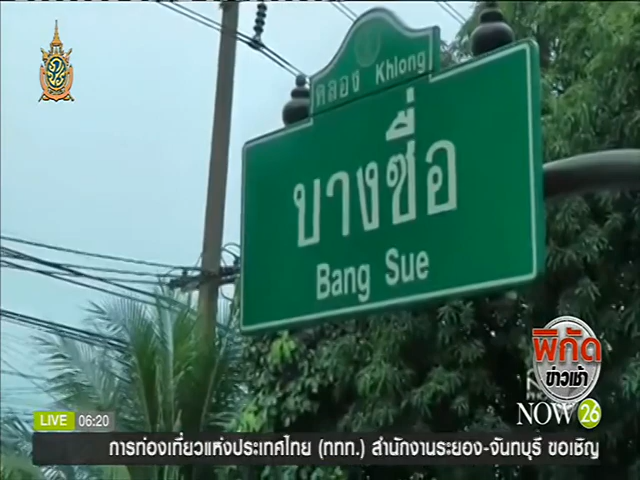 คลอง Khlong
บางซื่อ
Bang Sue
พิกัด
ข่าวเช้า
NOW 26
LIVE 06:20
การท่องเที่ยวแห่งประเทศไทย (ททท.) สำนักงานระยอง-จันทบุรี ขอเชิญ